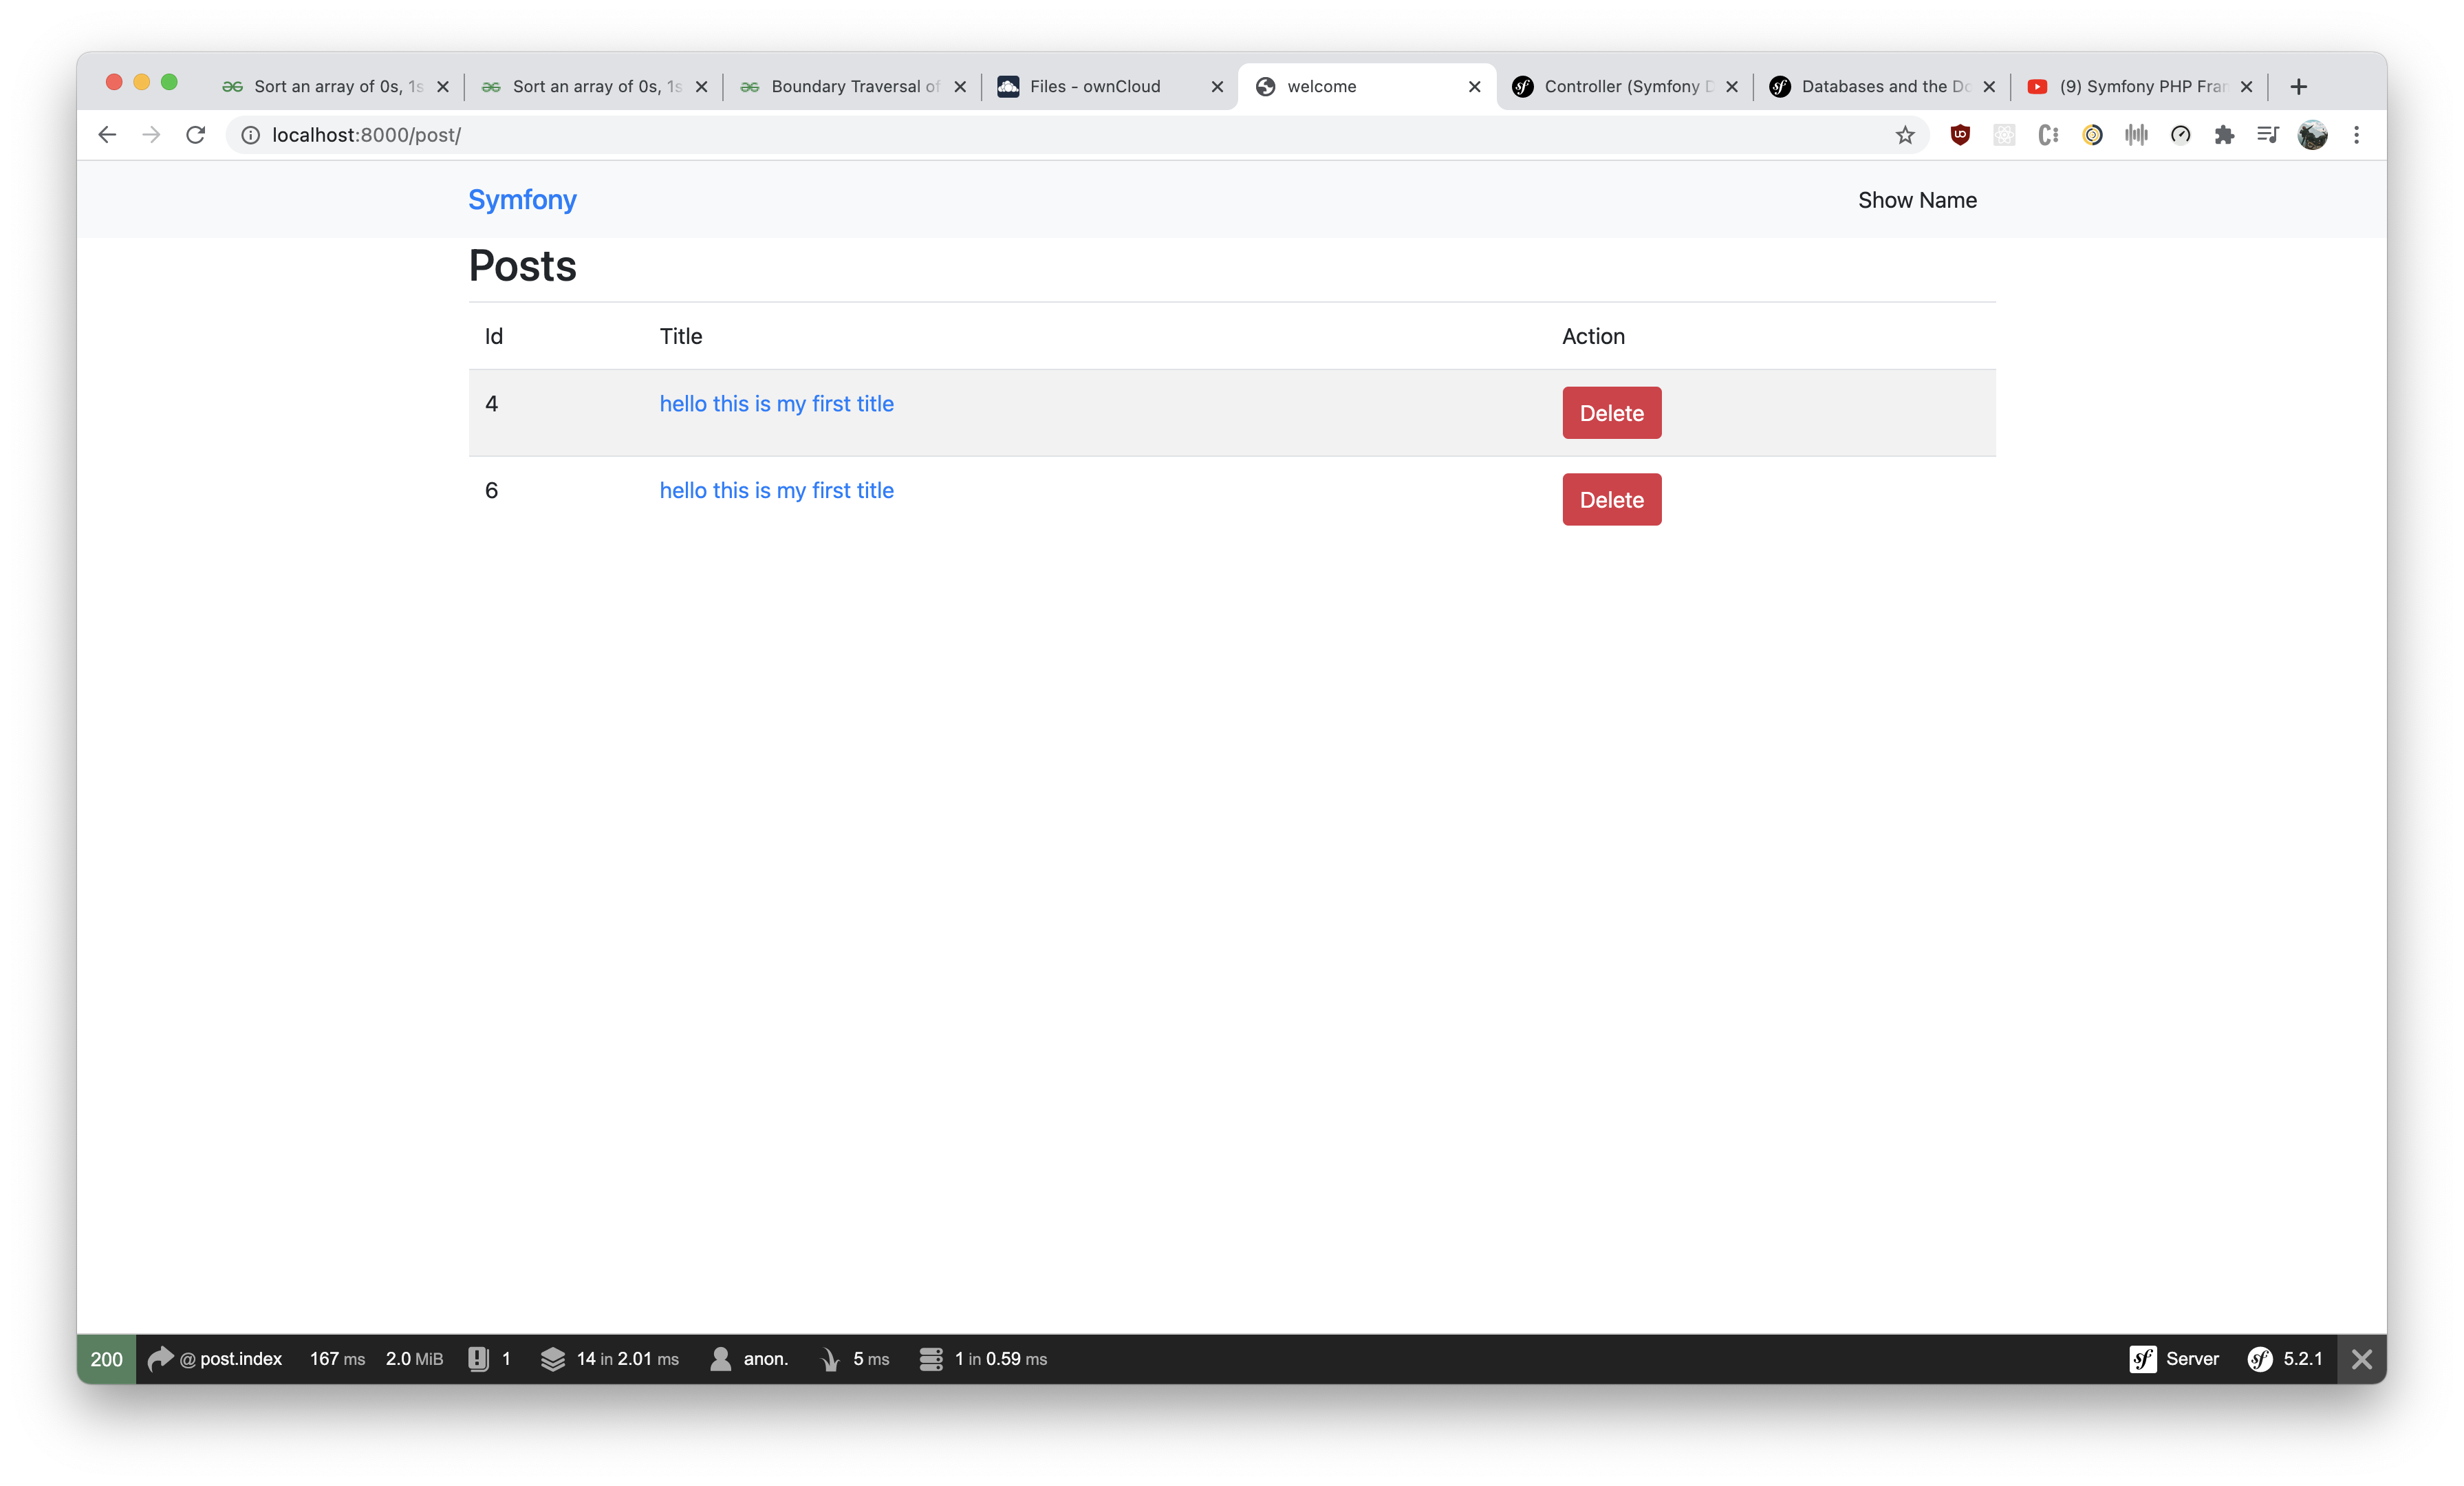 Sort an array of 0s, 1s
Sort an array of 0s, 1s
Boundary Traversal of
Files - ownCloud
welcome
Controller (Symfony D
Databases and the Do
(9) Symfony PHP Fran
localhost:8000/post/
Symfony
Show Name
Posts
Id Title Action
4 hello this is my first title Delete
6 hello this is my first title Delete
200 @ post.index 167 ms 2.0 MiB 1 14 in 2.01 ms anon. 5 ms 1 in 0.59 ms sf Server sf 5.2.1